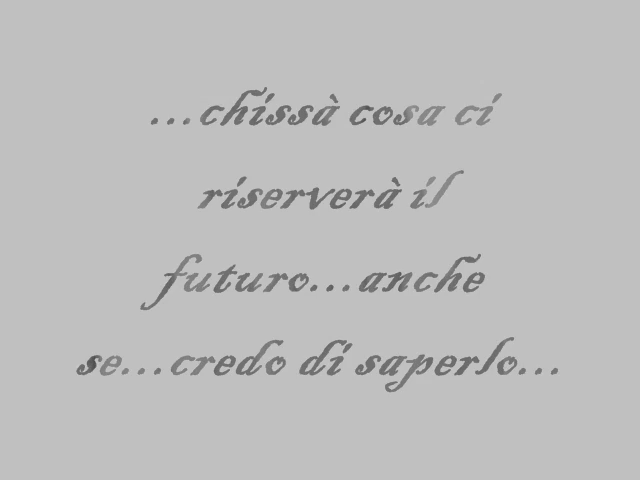 ...chissà cosa ci
riserverà il
futuro...anche
se...credo di saperlo...